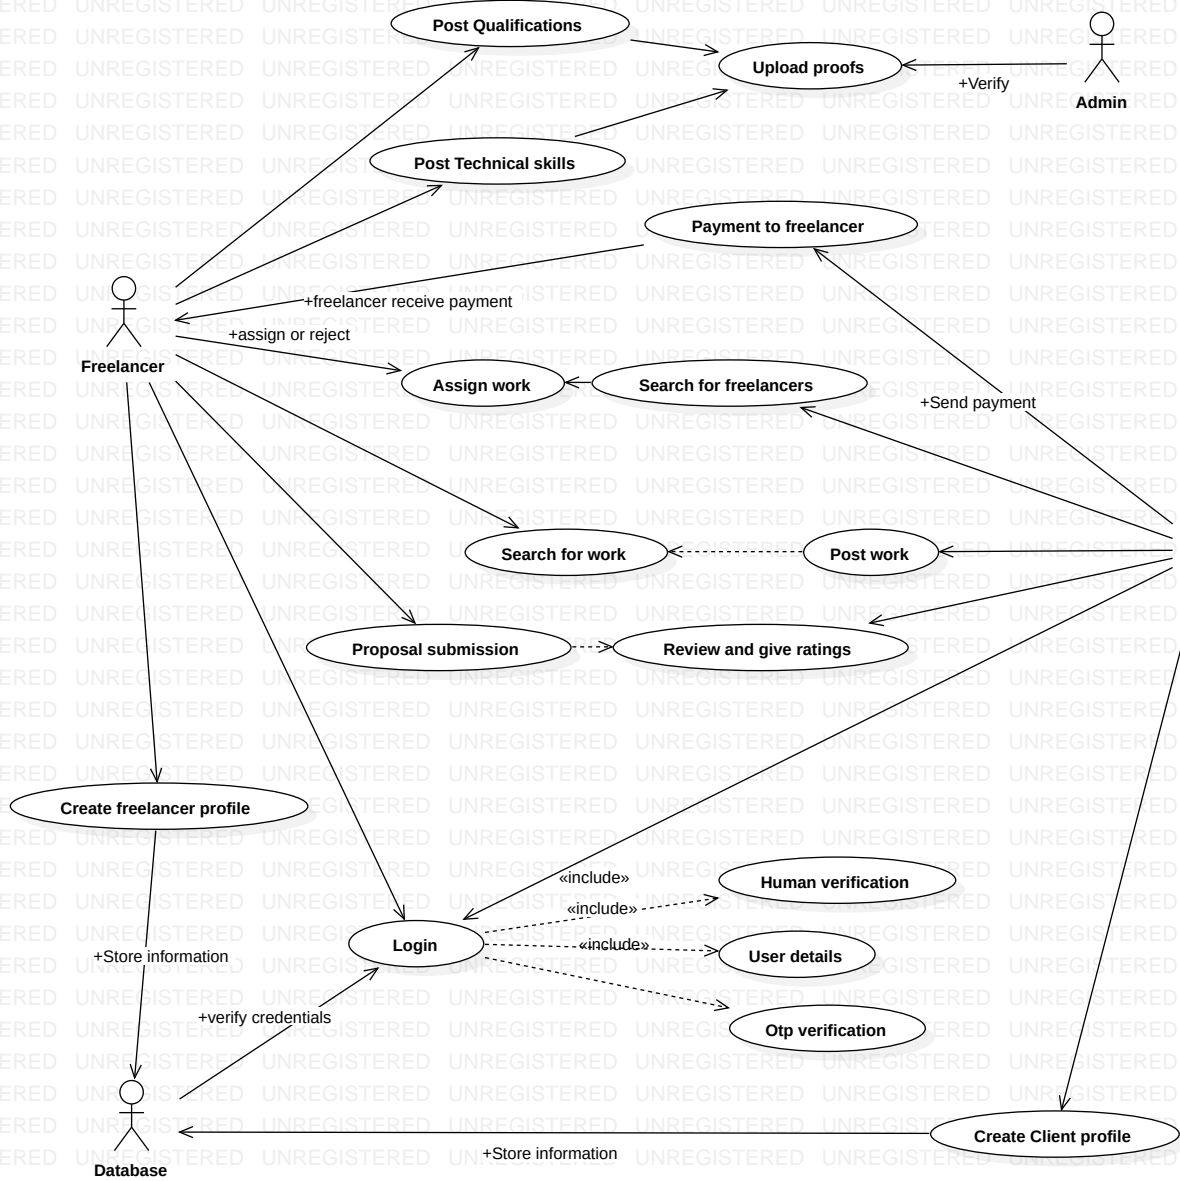 Post Qualifications
Upload proofs
+Verify
Admin
Post Technical skills
Payment to freelancer
+freelancer receive payment
+assign or reject
Freelancer
Assign work
Search for freelancers
+Send payment
Search for work
Post work
Proposal submission
Review and give ratings
Create freelancer profile
«include»
Human verification
«include»
Login
«include»
User details
+Store information
+verify credentials
Otp verification
Database
Create Client profile
+Store information
UNREGISTERED